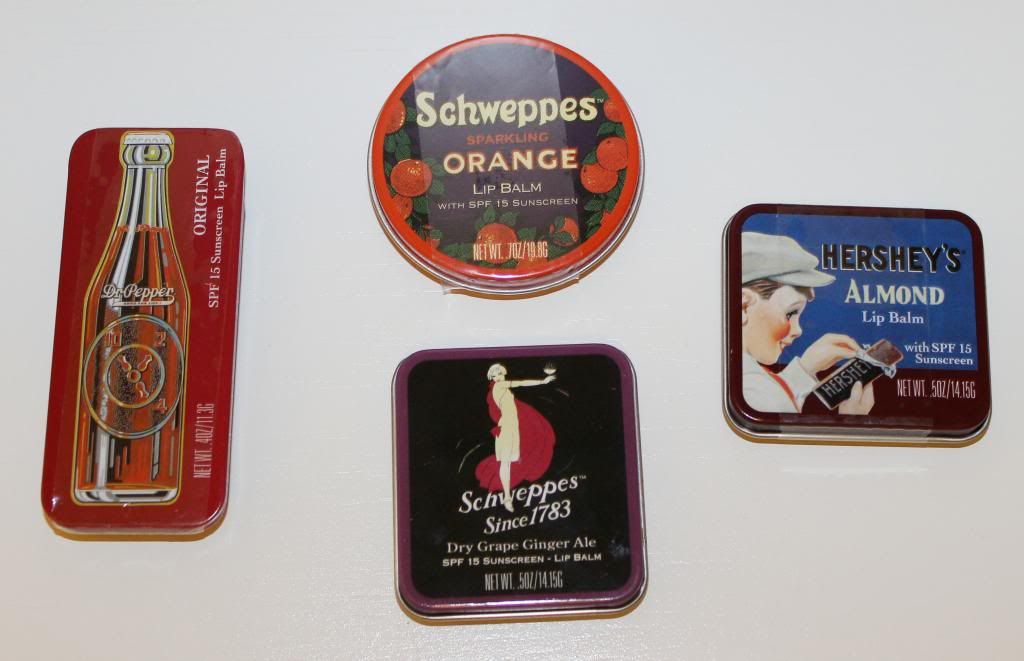 ORIGINAL
SPF 15 Sunscreen Lip Balm
Dr. Pepper
10 2
4
NET WT. .4OZ/11.3G
Schweppes™
SPARKLING
ORANGE
LIP BALM
WITH SPF 15 SUNSCREEN
NET WT. .7OZ/19.8G
HERSHEY'S
ALMOND
Lip Balm
with SPF 15
Sunscreen
HERSHEY
NET WT. .5OZ/14.15G
Schweppes™
Since 1783
Dry Grape Ginger Ale
SPF 15 SUNSCREEN - LIP BALM
NET WT. .5OZ/14.15G